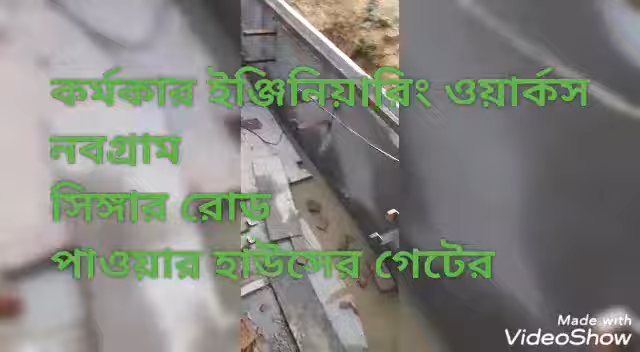 কর্মকার ইঞ্জিনিয়ারিং ওয়ার্কস
নবগ্রাম
সিঙ্গার রোড
পাওয়ার হাউসের গেটের
Made with
VideoShow